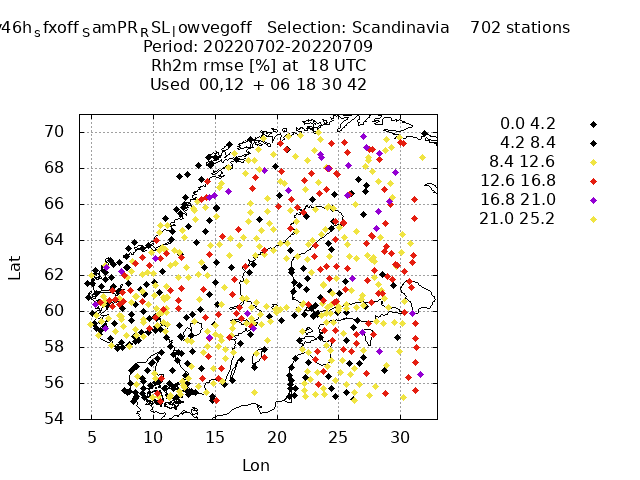 46h_sfxoff_SamPR_RSL_lowvegoff Selection: Scandinavia 702 stations
Period: 20220702-20220709
Rh2m rmse [%] at 18 UTC
Used 00,12 + 06 18 30 42
0.0 4.2
4.2 8.4
8.4 12.6
12.6 16.8
16.8 21.0
21.0 25.2
70
68
66
64
62
60
58
56
54
Lat
5 10 15 20 25 30
Lon